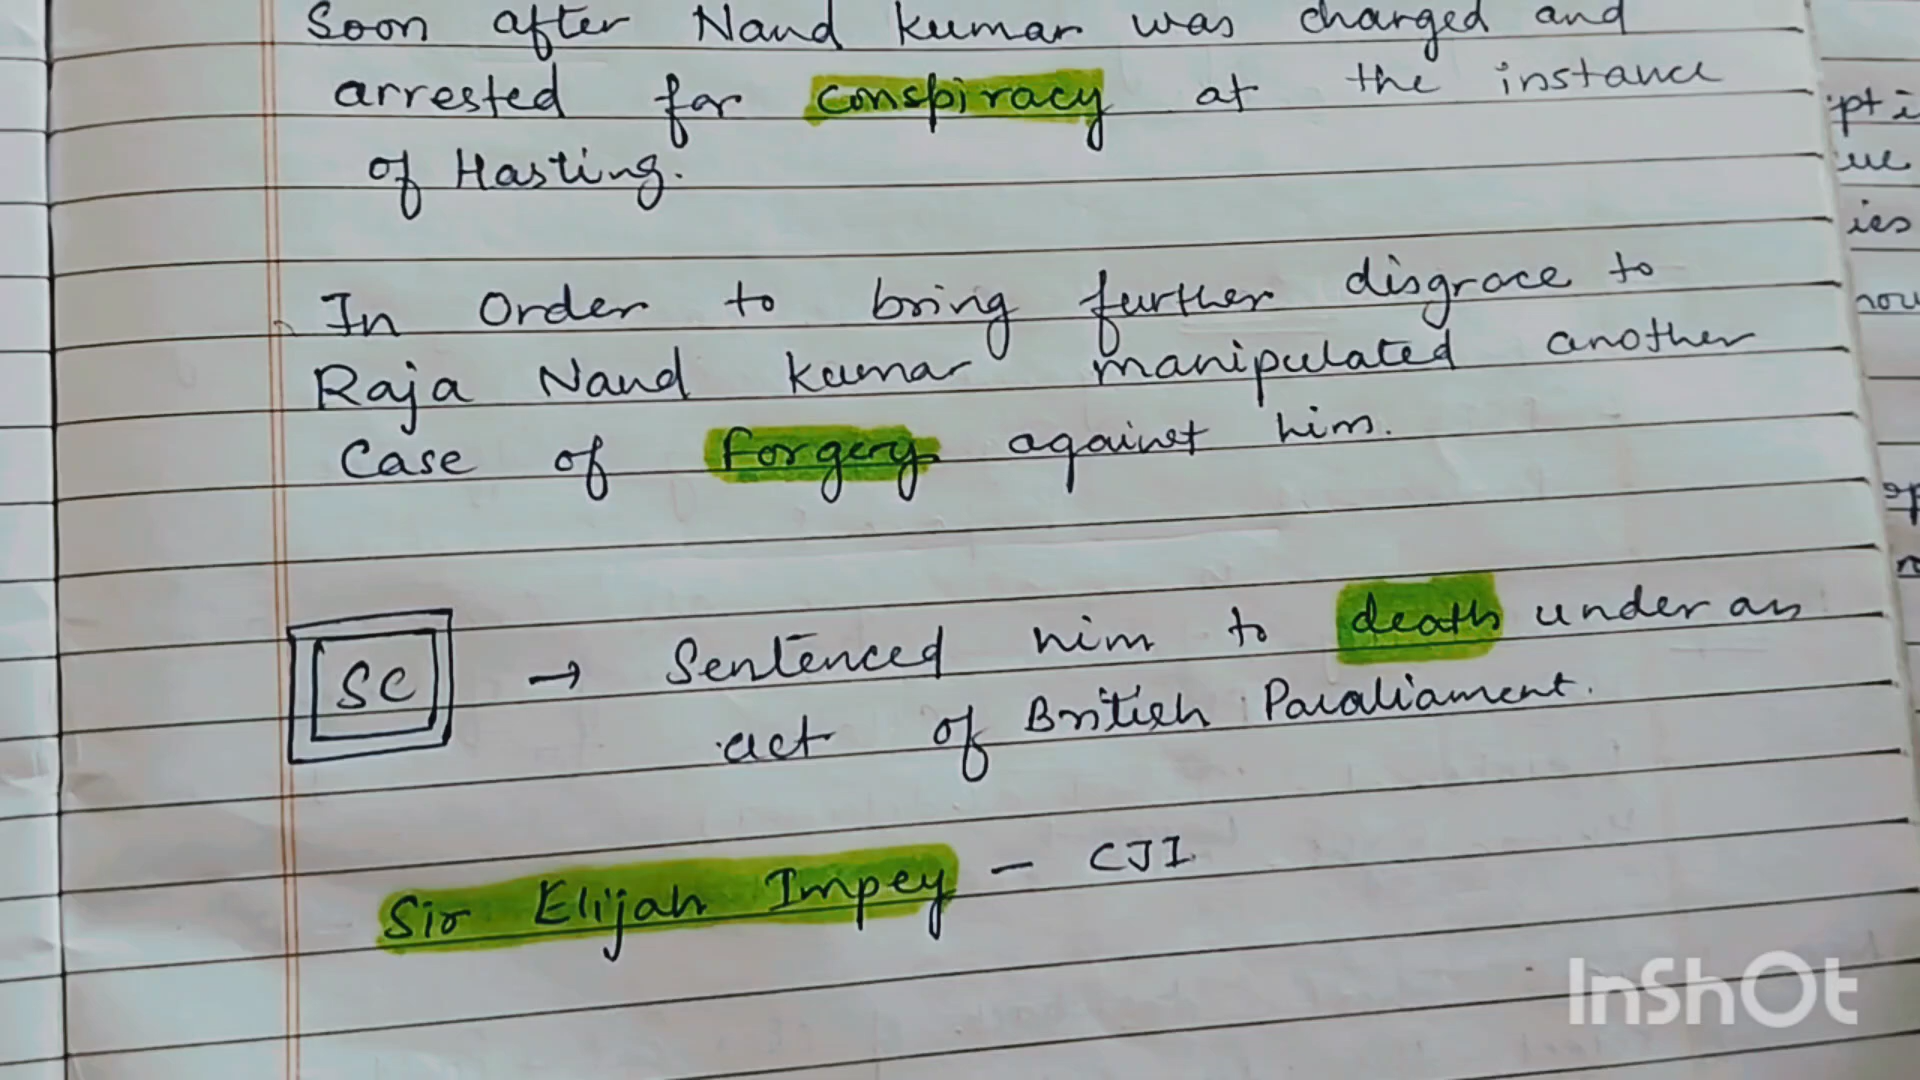 Soon after Nand Kumar was charged and
arrested for conspiracy at the instance
of Hasting.
In Order to bring further disgrace to
Raja Nand Kumar manipulated another
Case of forgery against him.
SC → Sentenced him to death under an
act of British Paraliament.
Sir Elijah Impey - CJI
InShOt